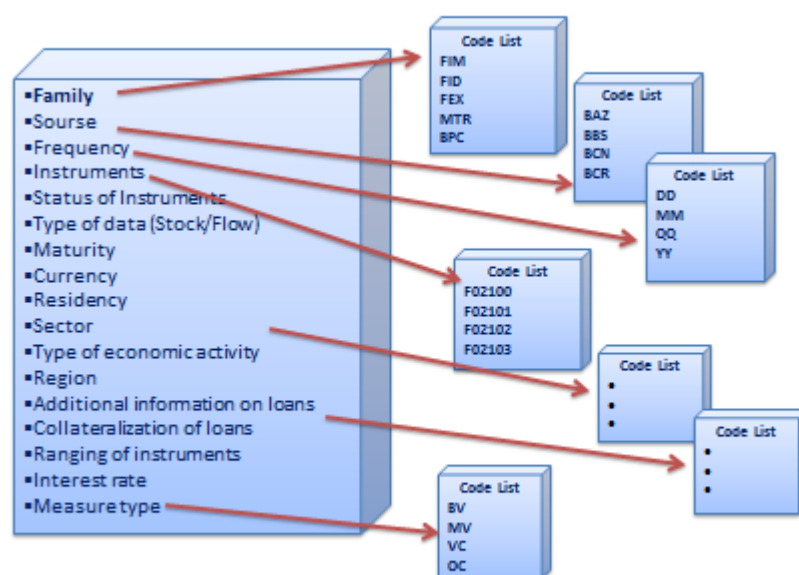 ▪Family
▪Sourse
▪Frequency
▪Instruments
▪Status of Instruments
▪Type of data (Stock/Flow)
▪Maturity
▪Currency
▪Residency
▪Sector
▪Type of economic activity
▪Region
▪Additional information on loans
▪Collateralization of loans
▪Ranging of instruments
▪Interest rate
▪Measure type
Code List
FIM
FID
FEX
MTR
BPC
Code List
BAZ
BBS
BCN
BCR
Code List
DD
MM
QQ
YY
Code List
F02100
F02101
F02102
F02103
Code List
•
•
•
Code List
•
•
•
Code List
BV
MV
VC
OC